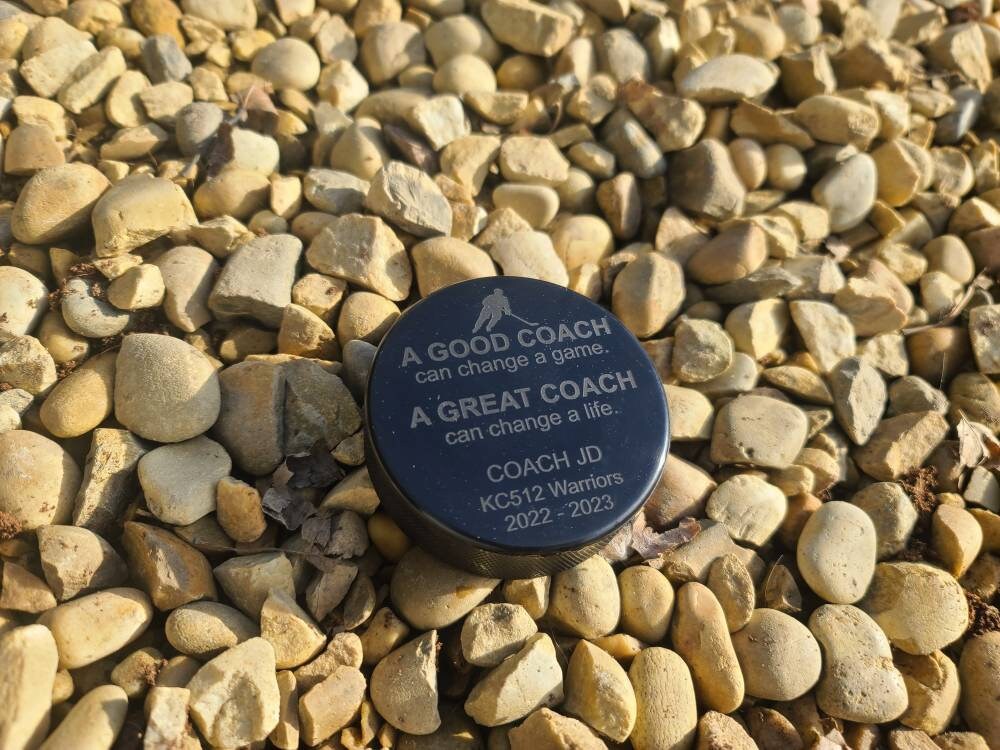 A GOOD COACH
can change a game.
A GREAT COACH
can change a life.
COACH JD
KC512 Warriors
2022 - 2023